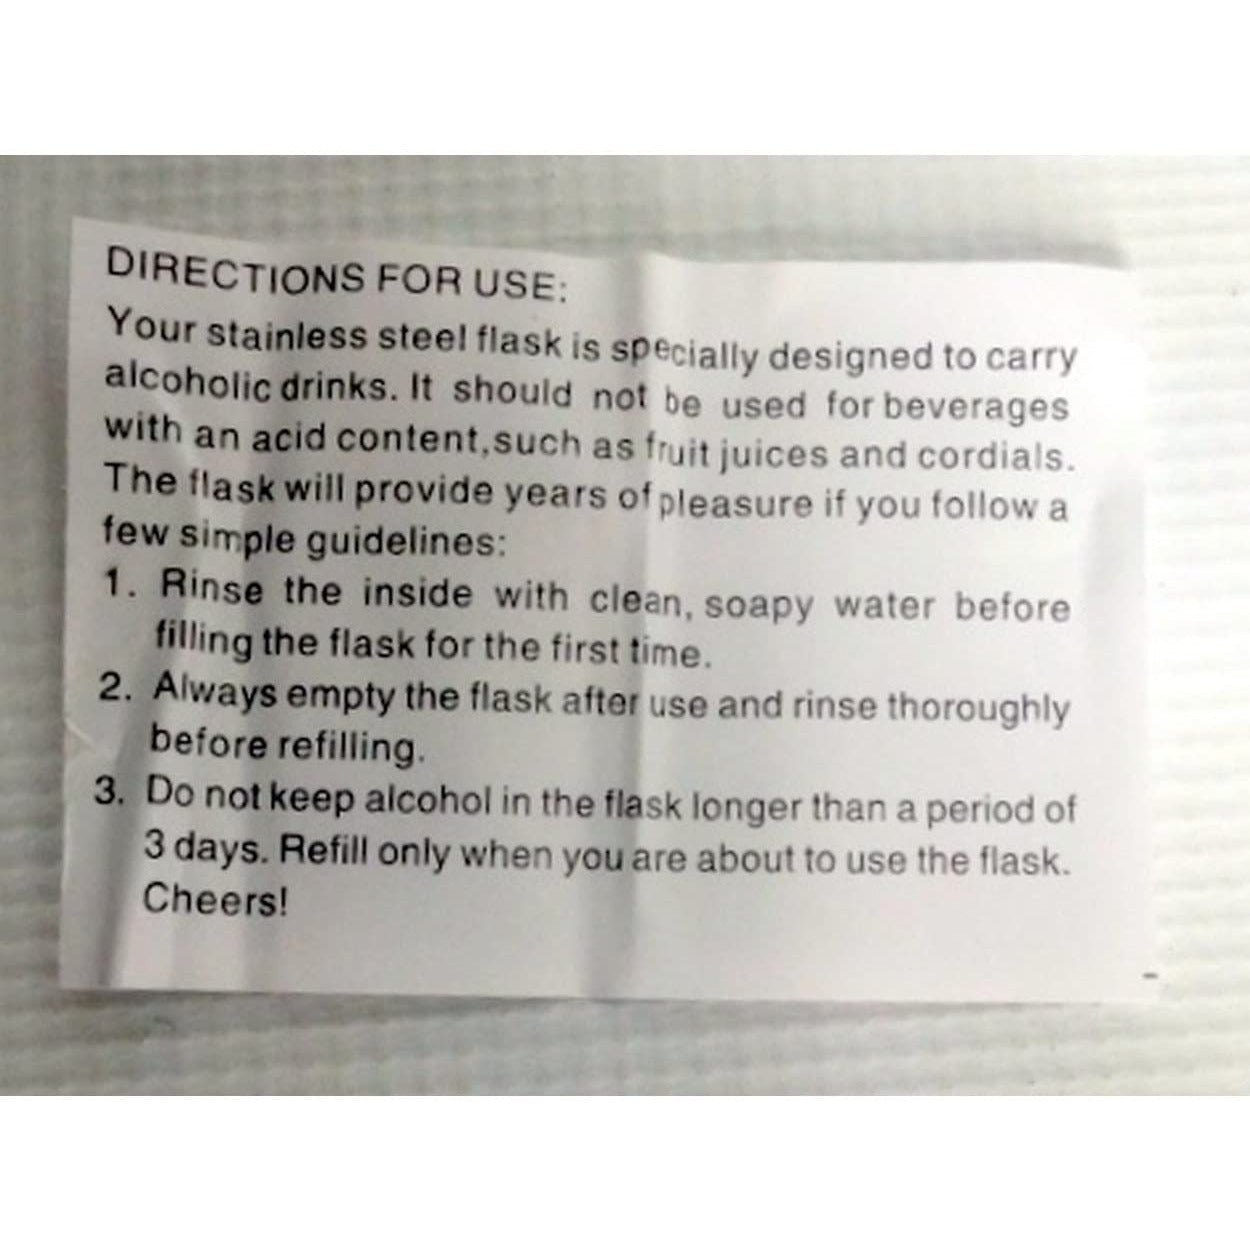 DIRECTIONS FOR USE:
Your stainless steel flask is specially designed to carry
alcoholic drinks. It should not be used for beverages
with an acid content,such as fruit juices and cordials.
The flask will provide years of pleasure if you follow a
few simple guidelines:
1. Rinse the inside with clean, soapy water before
filling the flask for the first time.
2. Always empty the flask after use and rinse thoroughly
before refilling.
3. Do not keep alcohol in the flask longer than a period of
3 days. Refill only when you are about to use the flask.
Cheers!